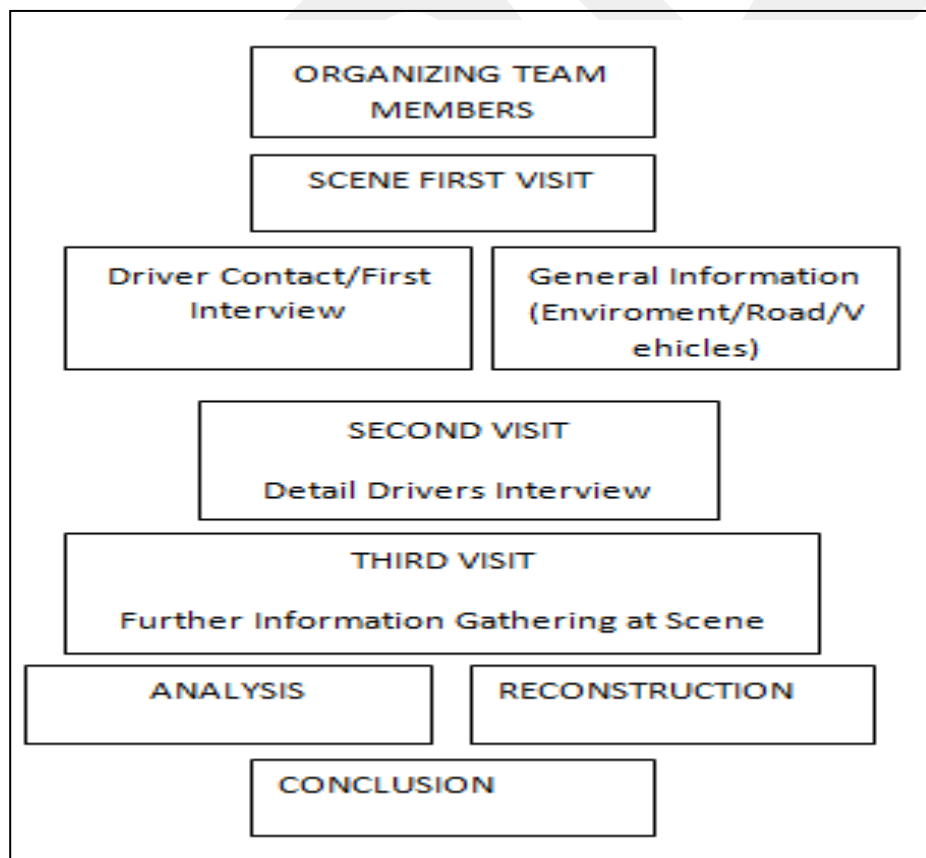 ORGANIZING TEAM
MEMBERS
SCENE FIRST VISIT
Driver Contact/First
Interview
General Information
(Enviroment/Road/V
ehicles)
SECOND VISIT
Detail Drivers Interview
THIRD VISIT
Further Information Gathering at Scene
ANALYSIS
RECONSTRUCTION
CONCLUSION